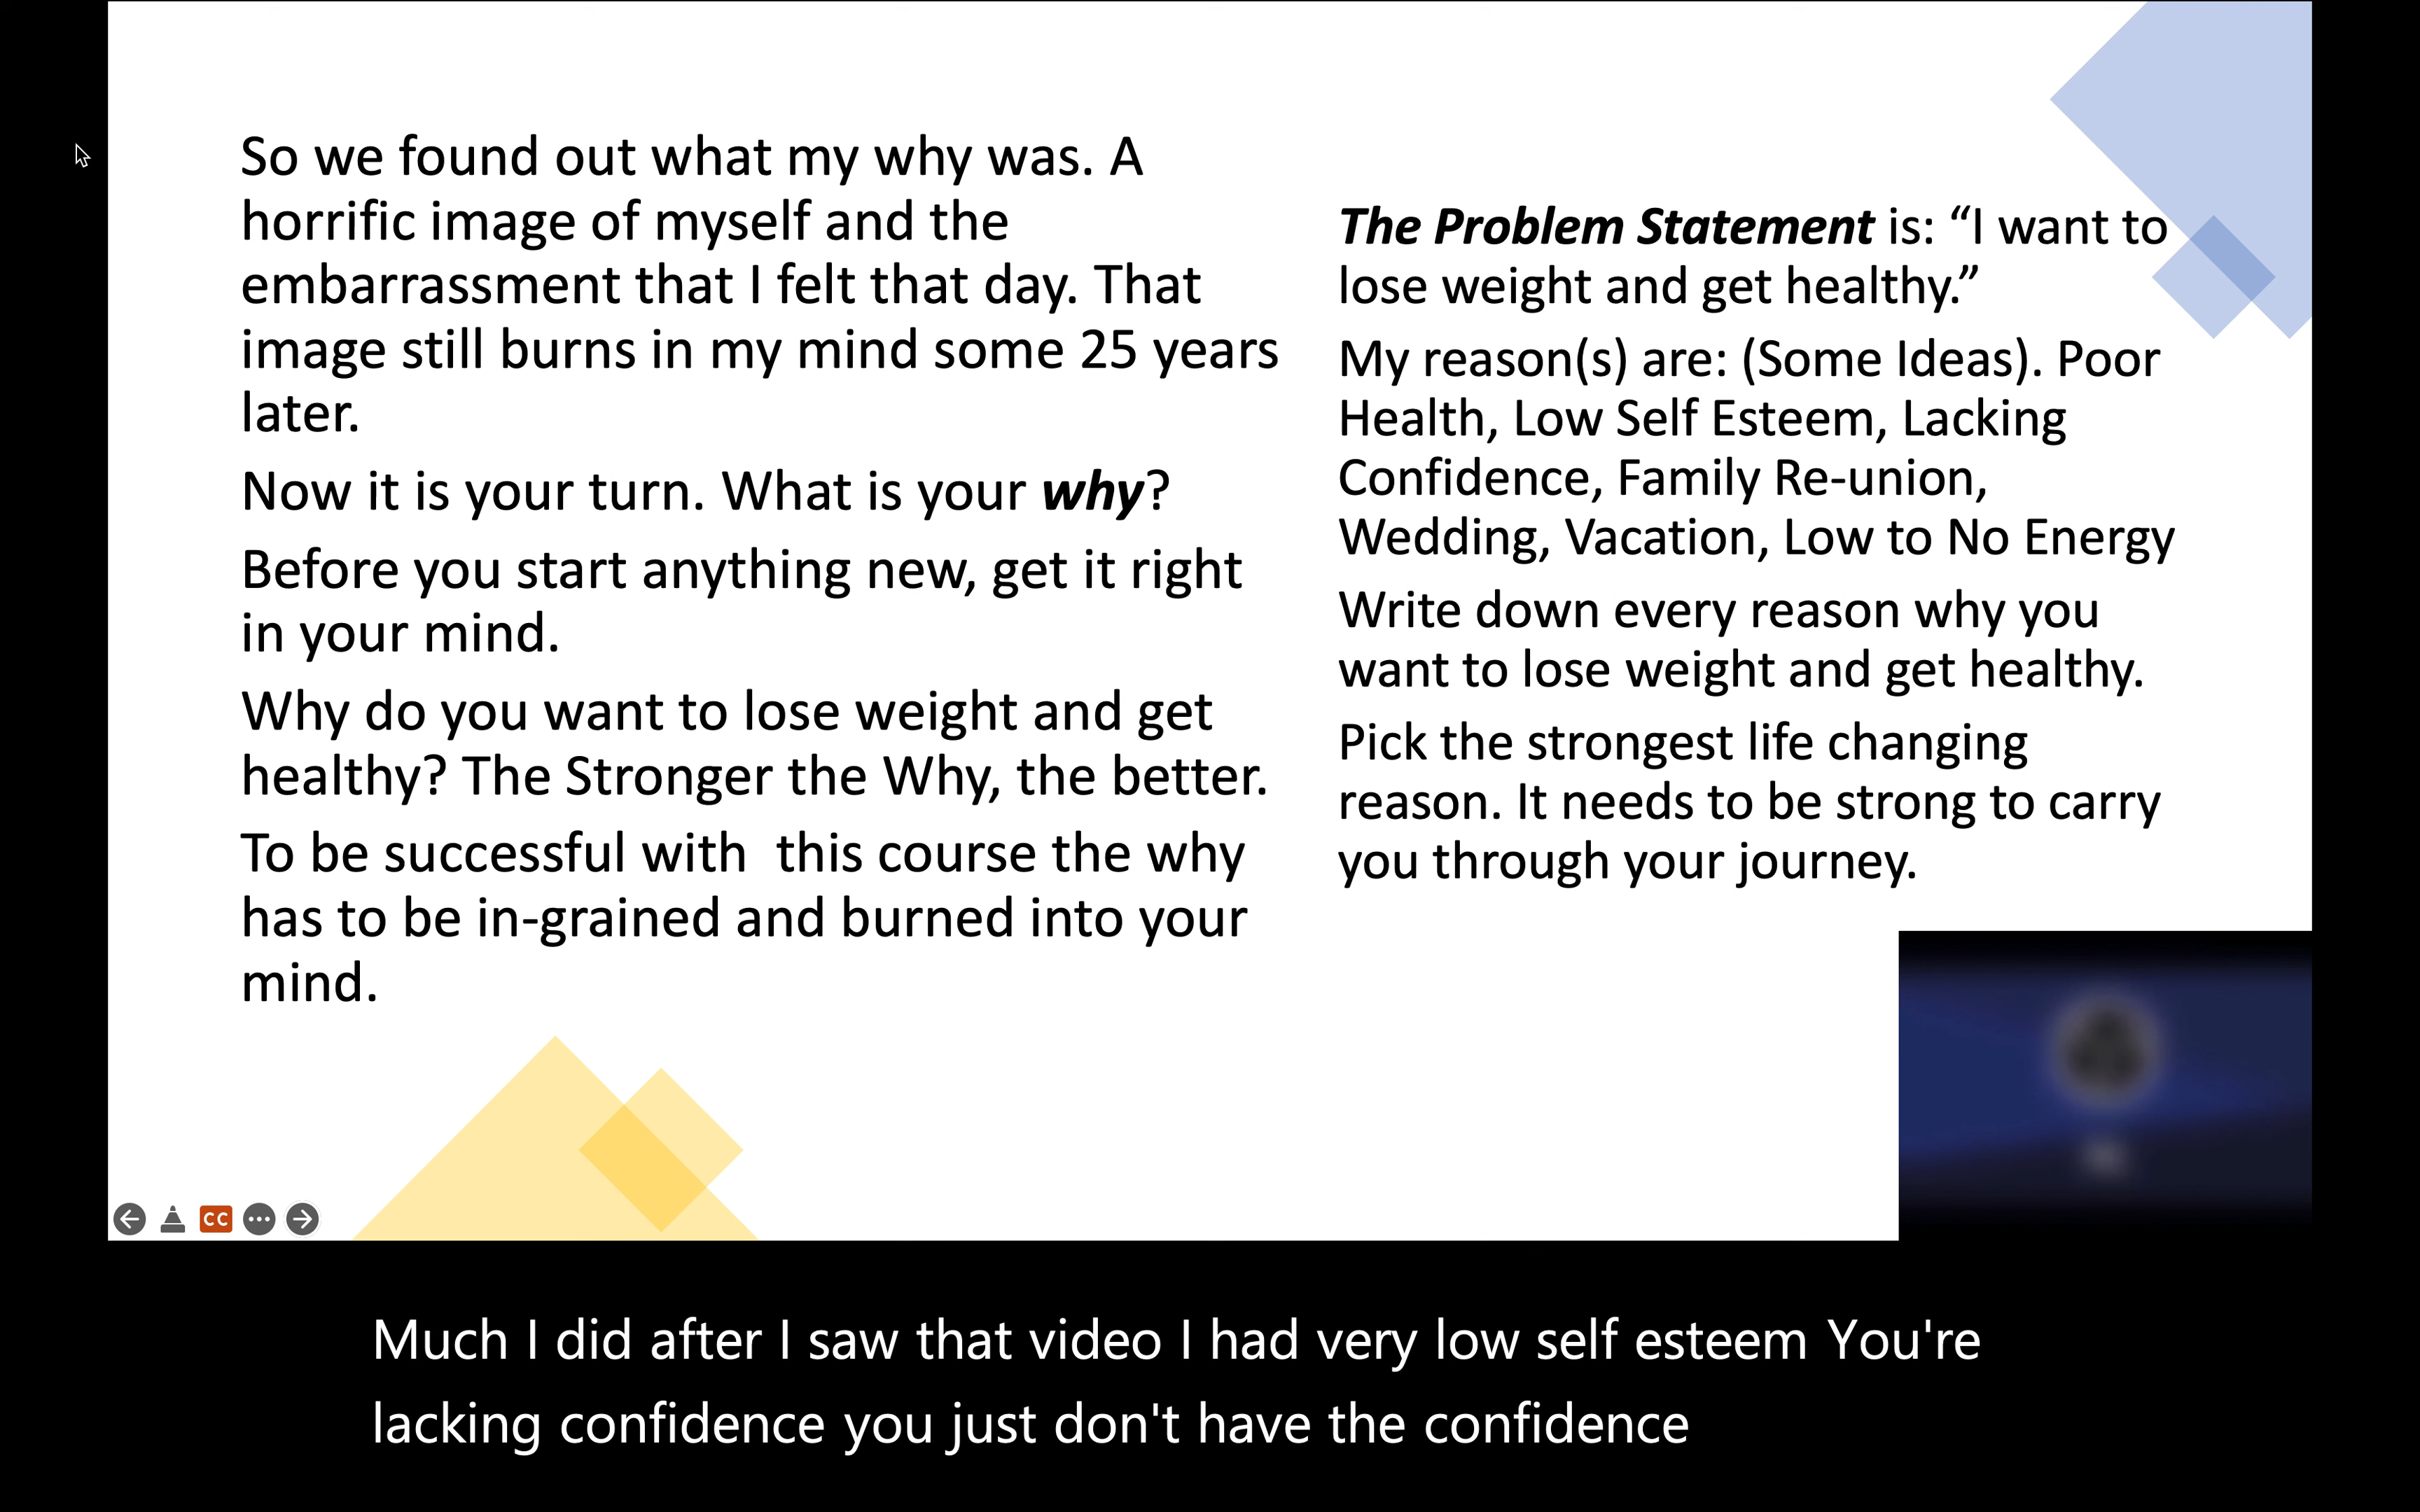 So we found out what my why was. A
horrific image of myself and the
embarrassment that I felt that day. That
image still burns in my mind some 25 years
later.
Now it is your turn. What is your why?
Before you start anything new, get it right
in your mind.
Why do you want to lose weight and get
healthy? The Stronger the Why, the better.
To be successful with  this course the why
has to be in-grained and burned into your
mind.
The Problem Statement is: “I want to
lose weight and get healthy.”
My reason(s) are: (Some Ideas). Poor
Health, Low Self Esteem, Lacking
Confidence, Family Re-union,
Wedding, Vacation, Low to No Energy
Write down every reason why you
want to lose weight and get healthy.
Pick the strongest life changing
reason. It needs to be strong to carry
you through your journey.
CC
Much I did after I saw that video I had very low self esteem You're
lacking confidence you just don't have the confidence